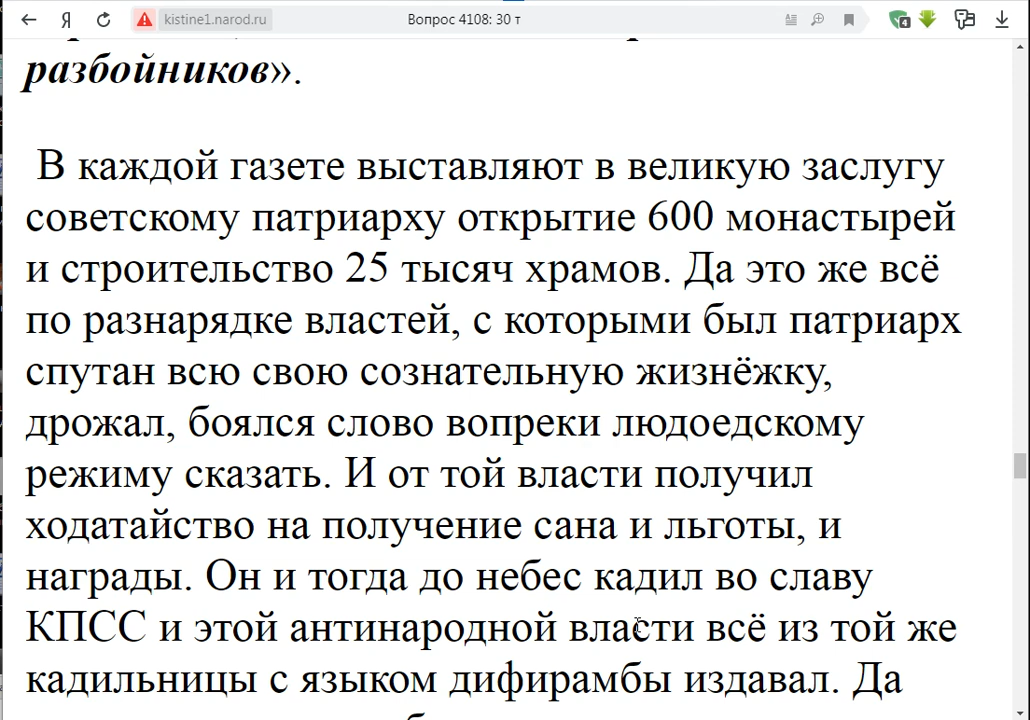 Я
kistine1.narod.ru
Вопрос 4108: 30 т
4
разбойников».
В каждой газете выставляют в великую заслугу
советскому патриарху открытие 600 монастырей
и строительство 25 тысяч храмов. Да это же всё
по разнарядке властей, с которыми был патриарх
спутан всю свою сознательную жизнёжку,
дрожал, боялся слово вопреки людоедскому
режиму сказать. И от той власти получил
ходатайство на получение сана и льготы, и
награды. Он и тогда до небес кадил во славу
КПСС и этой антинародной власти всё из той же
кадильницы с языком дифирамбы издавал. Да